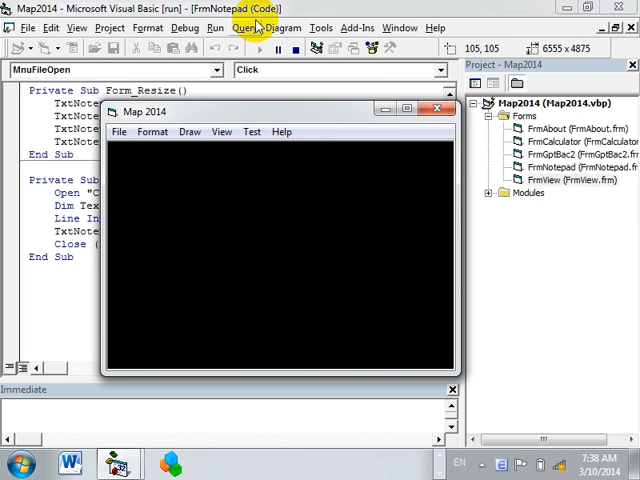 Map2014 - Microsoft Visual Basic [run] - [FrmNotepad (Code)]
File Edit View Project Format Debug Run Query Diagram Tools Add-Ins Window Help
105, 105 6555 x 4875
MnuFileOpen Click
Project - Map2014
Private Sub Form_Resize()
TxtNote
TxtNote
TxtNote
TxtNote
End Sub
Private Sub
Open "C
Dim Tex
Line In
TxtNote
Close (
End Sub
Map 2014
File Format Draw View Test Help
Map2014 (Map2014.vbp)
Forms
FrmAbout (FrmAbout.frm)
FrmCalculator (FrmCalculator
FrmGptBac2 (FrmGptBac2.frm
FrmNotepad (FrmNotepad.frm
FrmView (FrmView.frm)
Modules
Immediate
EN
7:38 AM
3/10/2014